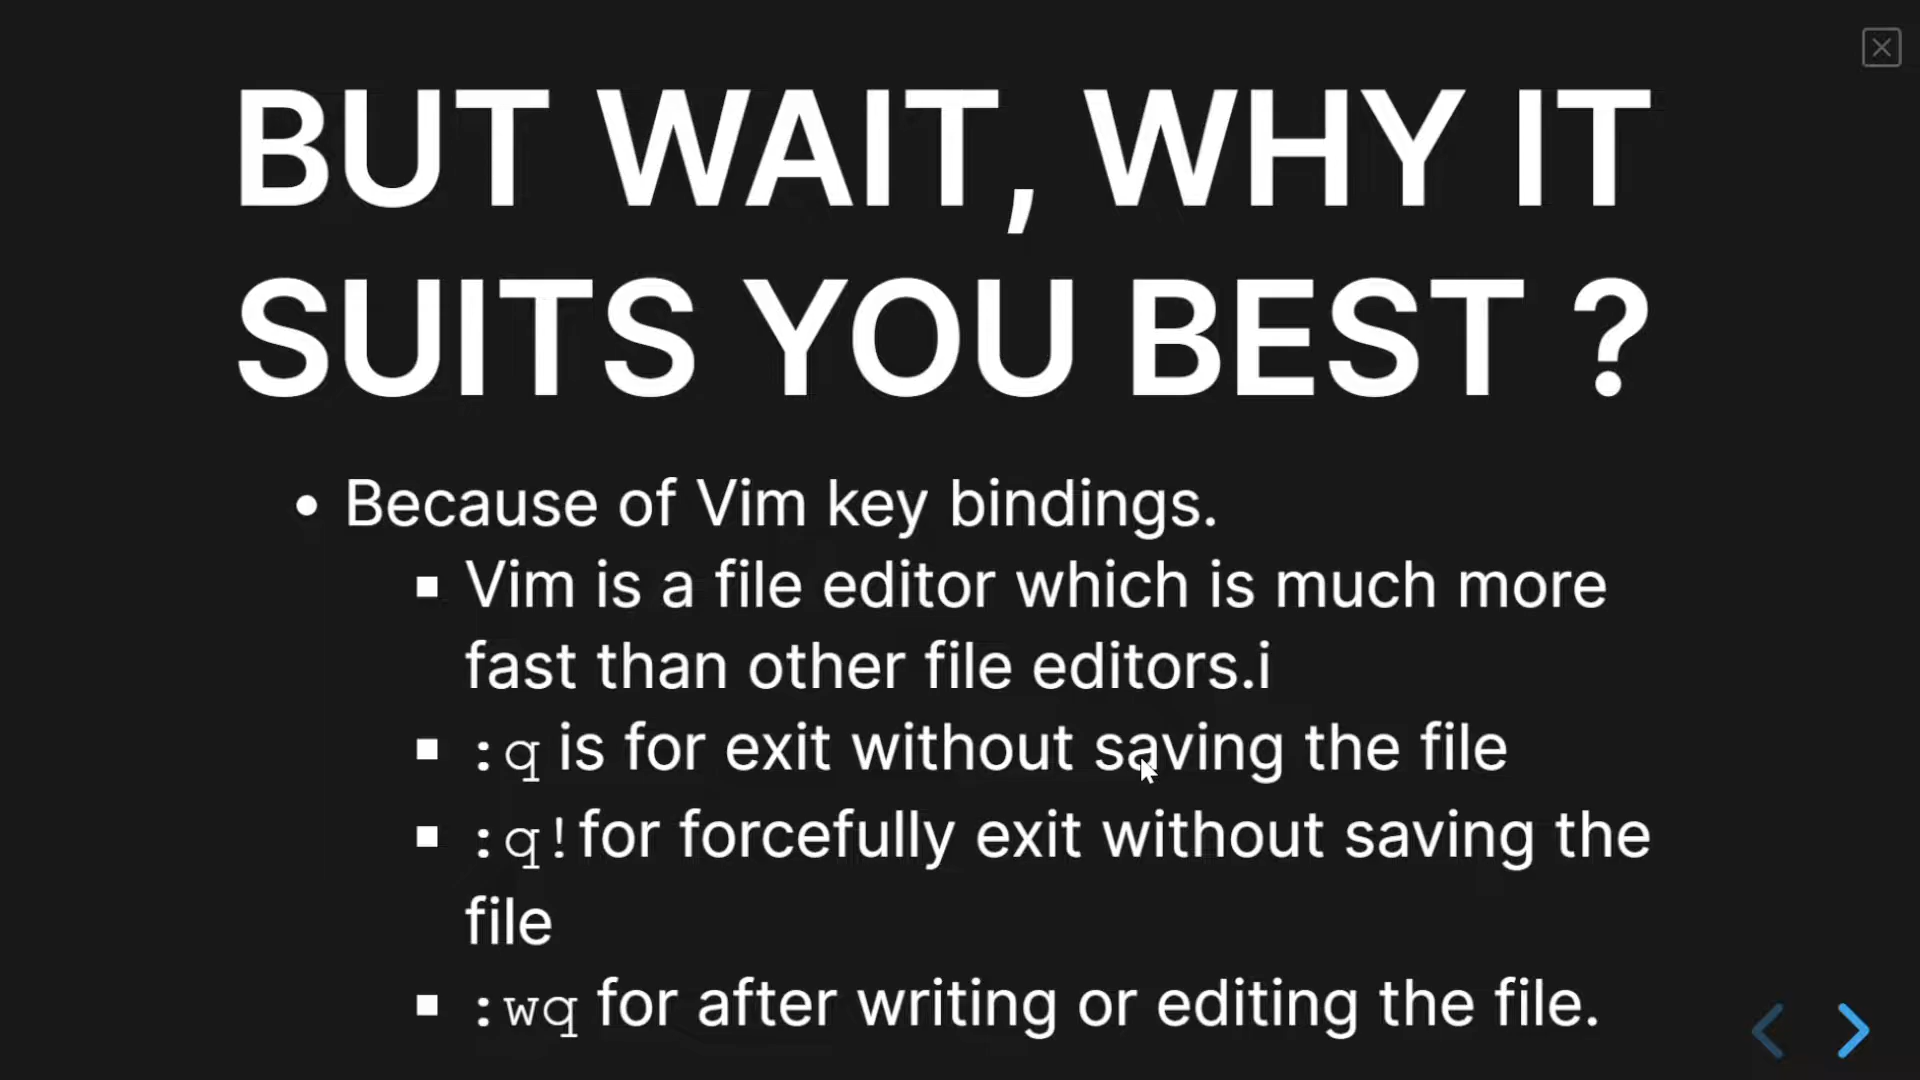 BUT WAIT, WHY IT
SUITS YOU BEST ?
Because of Vim key bindings.
Vim is a file editor which is much more
fast than other file editors.i
:q is for exit without saving the file
:q! for forcefully exit without saving the
file
:wq for after writing or editing the file.